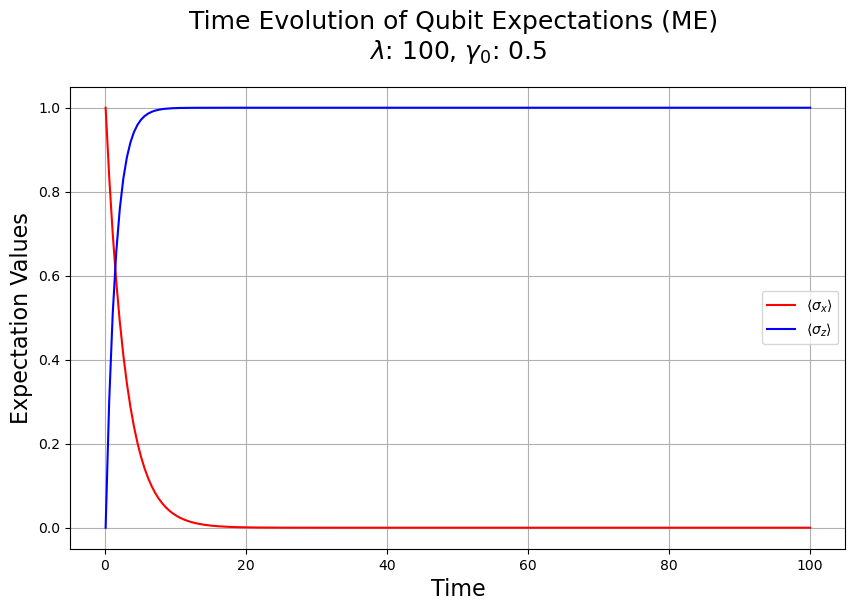 Time Evolution of Qubit Expectations (ME)
λ: 100, γ₀: 0.5
Expectation Values
1.0
0.8
0.6
0.4
0.2
0.0
⟨σₓ⟩
⟨σ_z⟩
0 20 40 60 80 100
Time